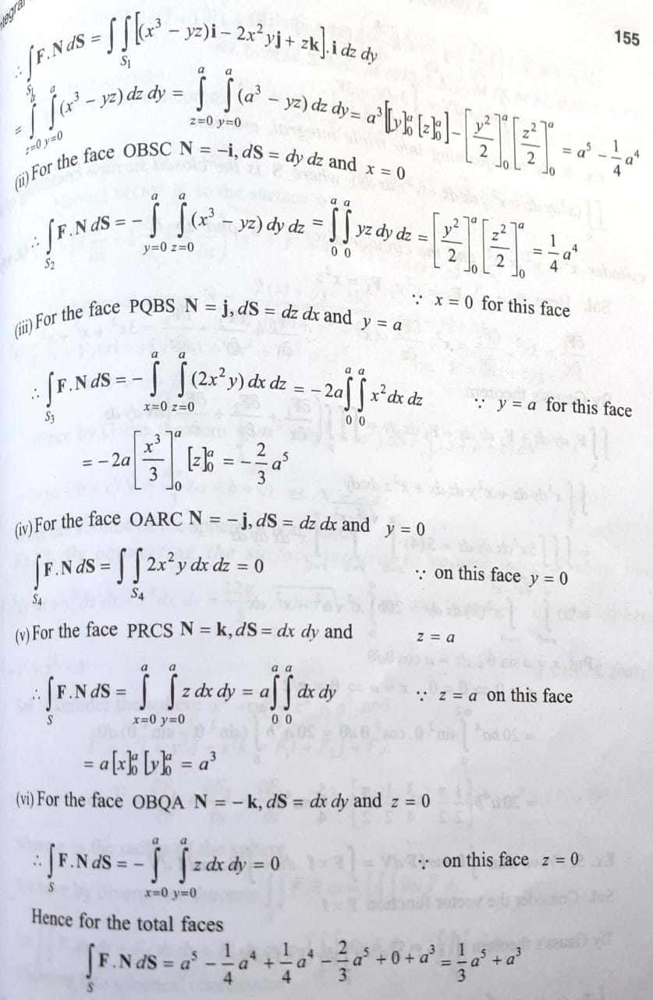 ntegral
155
∴ ∫_{S₁} F.N dS = ∫∫_{S₁} [(x³ – yz)i – 2x²yj + zk].i dz dy
= ∫_{z=0}^{a} ∫_{y=0}^{a} (x³ – yz) dz dy = ∫_{z=0}^{a} ∫_{y=0}^{a} (a³ – yz) dz dy = a³[[y]₀ᵃ [z]₀ᵃ] – [y²/2]₀ᵃ [z²/2]₀ᵃ = a⁵ – 1/4 a⁴
(ii) For the face OBSC N = –i, dS = dy dz and x = 0
∴ ∫_{S₂} F.N dS = – ∫_{y=0}^{a} ∫_{z=0}^{a} (x³ – yz) dy dz = ∫_{0}^{a} ∫_{0}^{a} yz dy dz = [y²/2]₀ᵃ [z²/2]₀ᵃ = 1/4 a⁴
∵ x = 0 for this face
(iii) For the face PQBS N = j, dS = dz dx and y = a
∴ ∫_{S₃} F.N dS = – ∫_{x=0}^{a} ∫_{z=0}^{a} (2x²y) dx dz = – 2a ∫_{0}^{a} ∫_{0}^{a} x² dx dz ∵ y = a for this face
= – 2a [x³/3]₀ᵃ [z]₀ᵃ = – 2/3 a⁵
(iv) For the face OARC N = – j, dS = dz dx and y = 0
∫_{S₄} F.N dS = ∫∫_{S₄} 2x²y dx dz = 0 ∵ on this face y = 0
(v) For the face PRCS N = k, dS = dx dy and z = a
∴ ∫_{S} F.N dS = ∫_{x=0}^{a} ∫_{y=0}^{a} z dx dy = a ∫_{0}^{a} ∫_{0}^{a} dx dy ∵ z = a on this face
= a [x]₀ᵃ [y]₀ᵃ = a³
(vi) For the face OBQA N = – k, dS = dx dy and z = 0
∴ ∫_{S} F.N dS = – ∫_{x=0}^{a} ∫_{y=0}^{a} z dx dy = 0 ∵ on this face z = 0
Hence for the total faces
∫_{S} F.N dS = a⁵ – 1/4 a⁴ + 1/4 a⁴ – 2/3 a⁵ + 0 + a³ = 1/3 a⁵ + a³